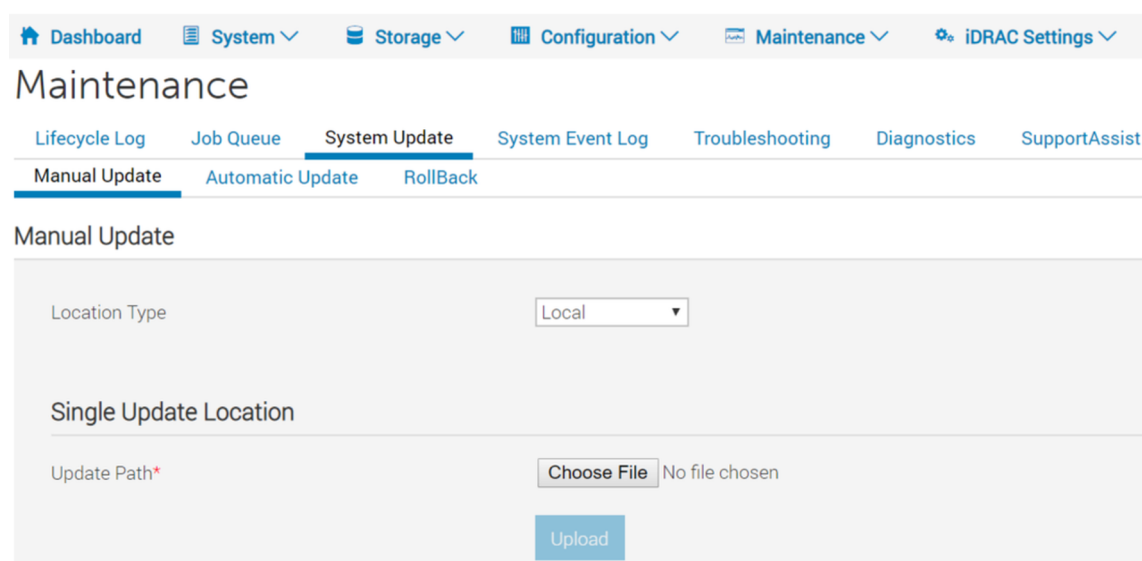 Dashboard System Storage Configuration Maintenance iDRAC Settings
Maintenance
Lifecycle Log Job Queue System Update System Event Log Troubleshooting Diagnostics SupportAssist
Manual Update Automatic Update RollBack
Manual Update
Location Type Local
Single Update Location
Update Path* Choose File No file chosen
Upload